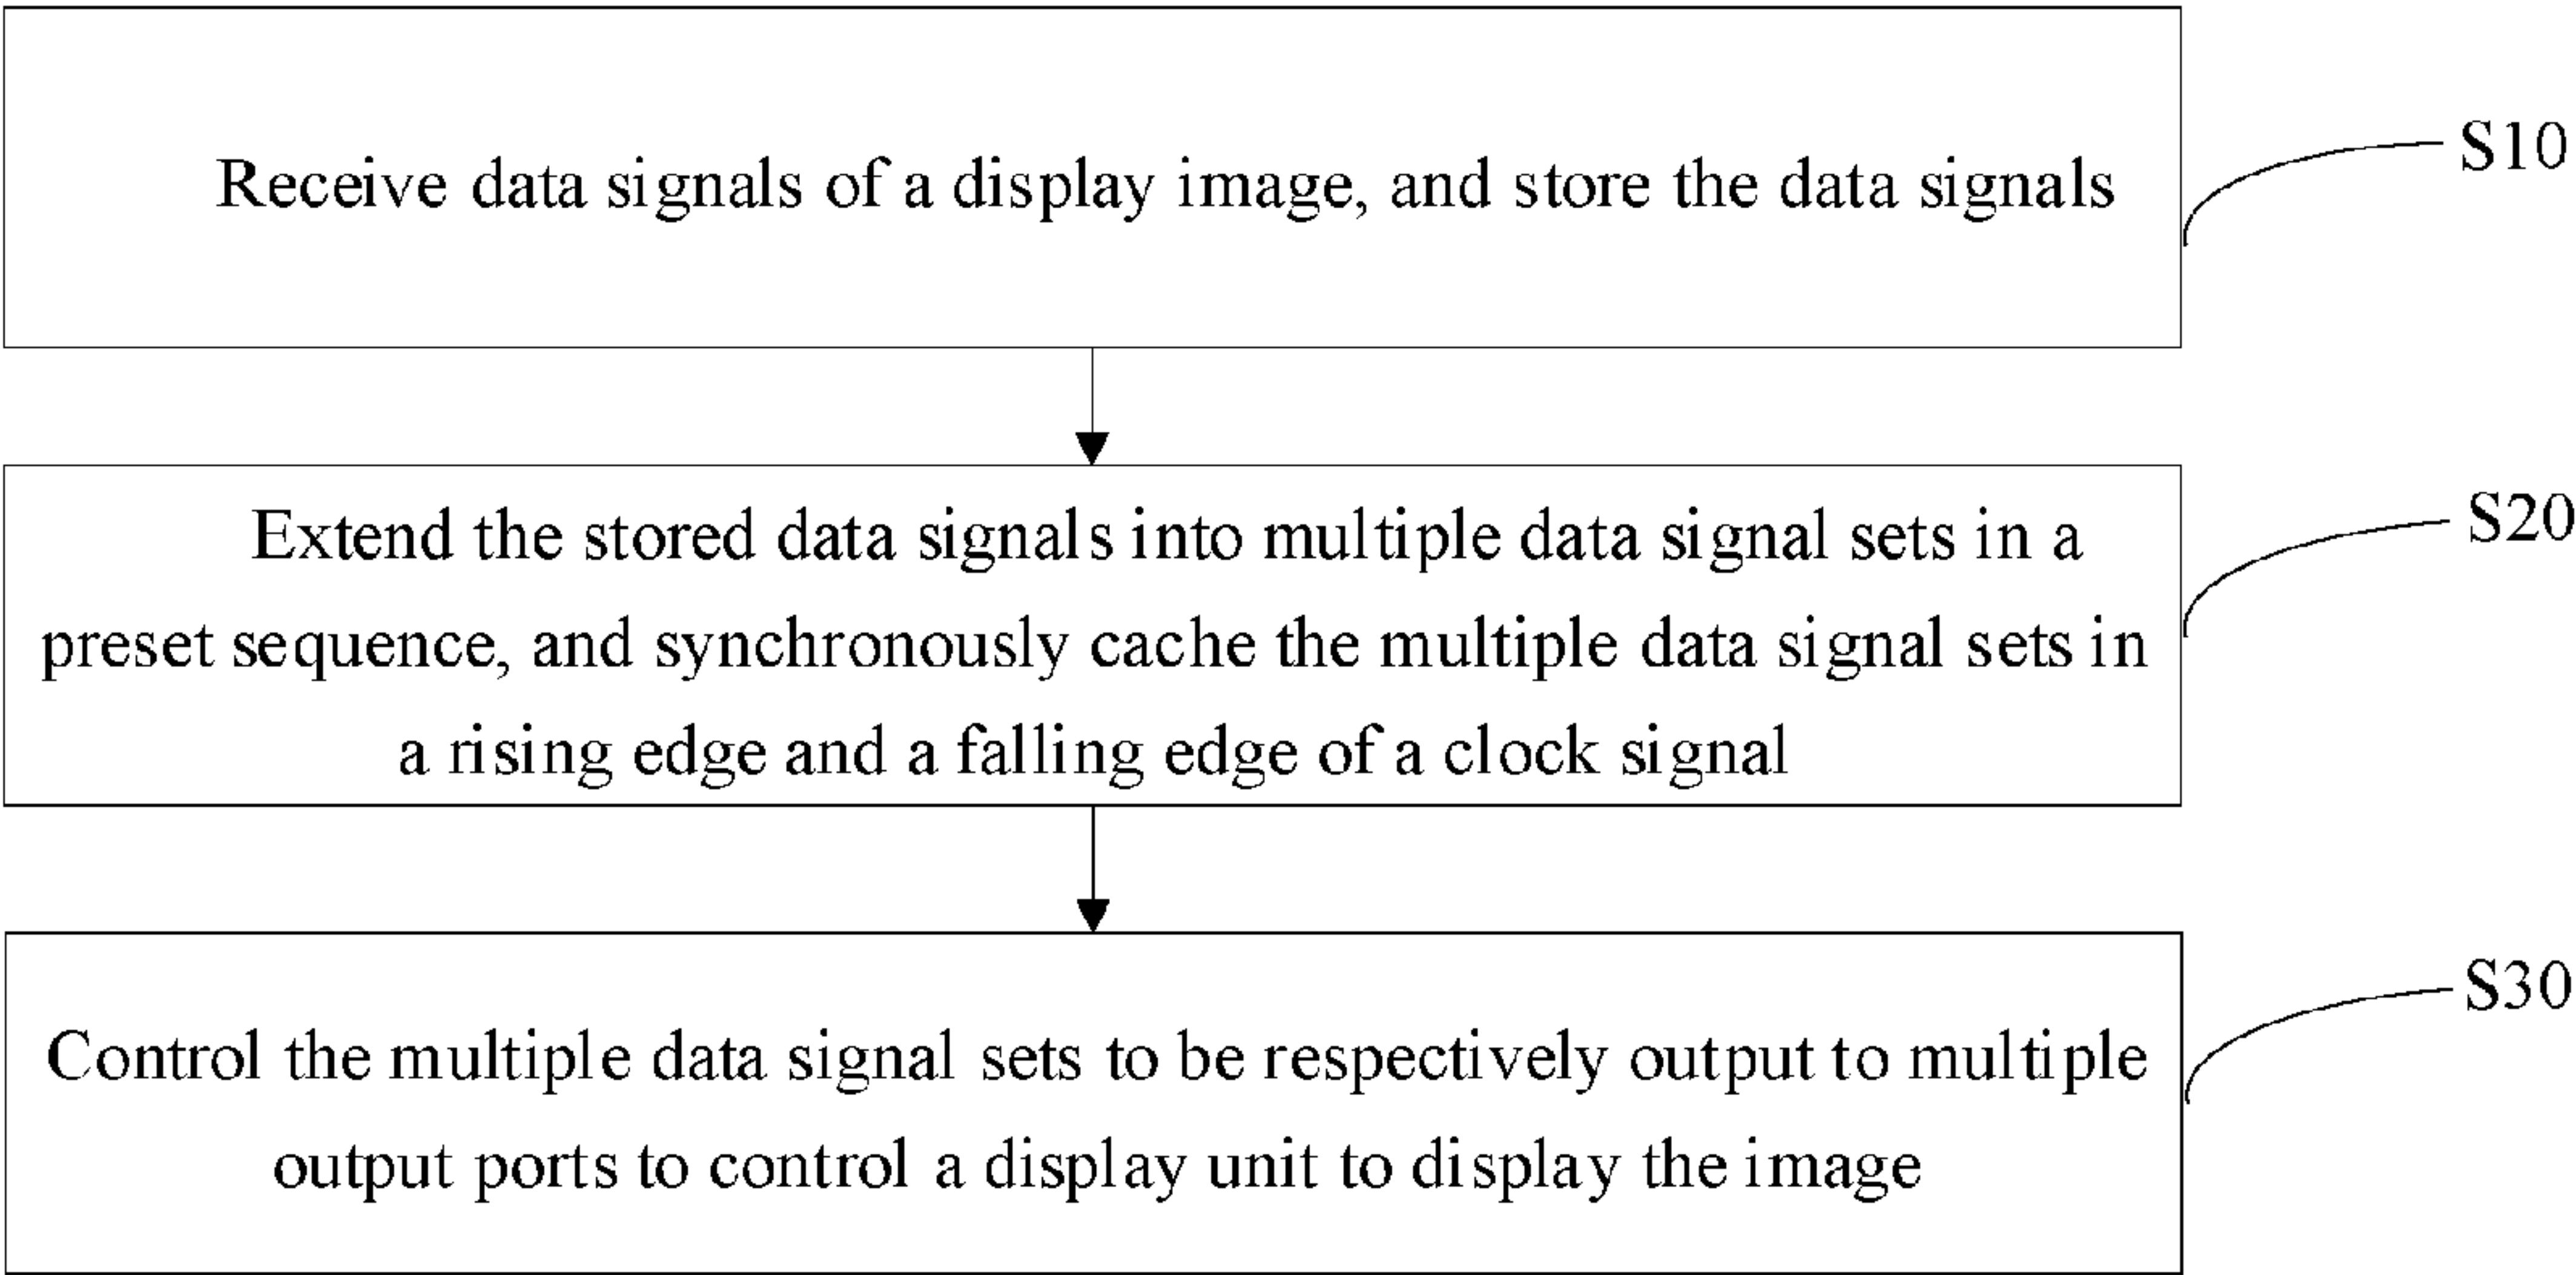 Receive data signals of a display image, and store the data signals
S10
Extend the stored data signals into multiple data signal sets in a
preset sequence, and synchronously cache the multiple data signal sets in
a rising edge and a falling edge of a clock signal
S20
Control the multiple data signal sets to be respectively output to multiple
output ports to control a display unit to display the image
S30